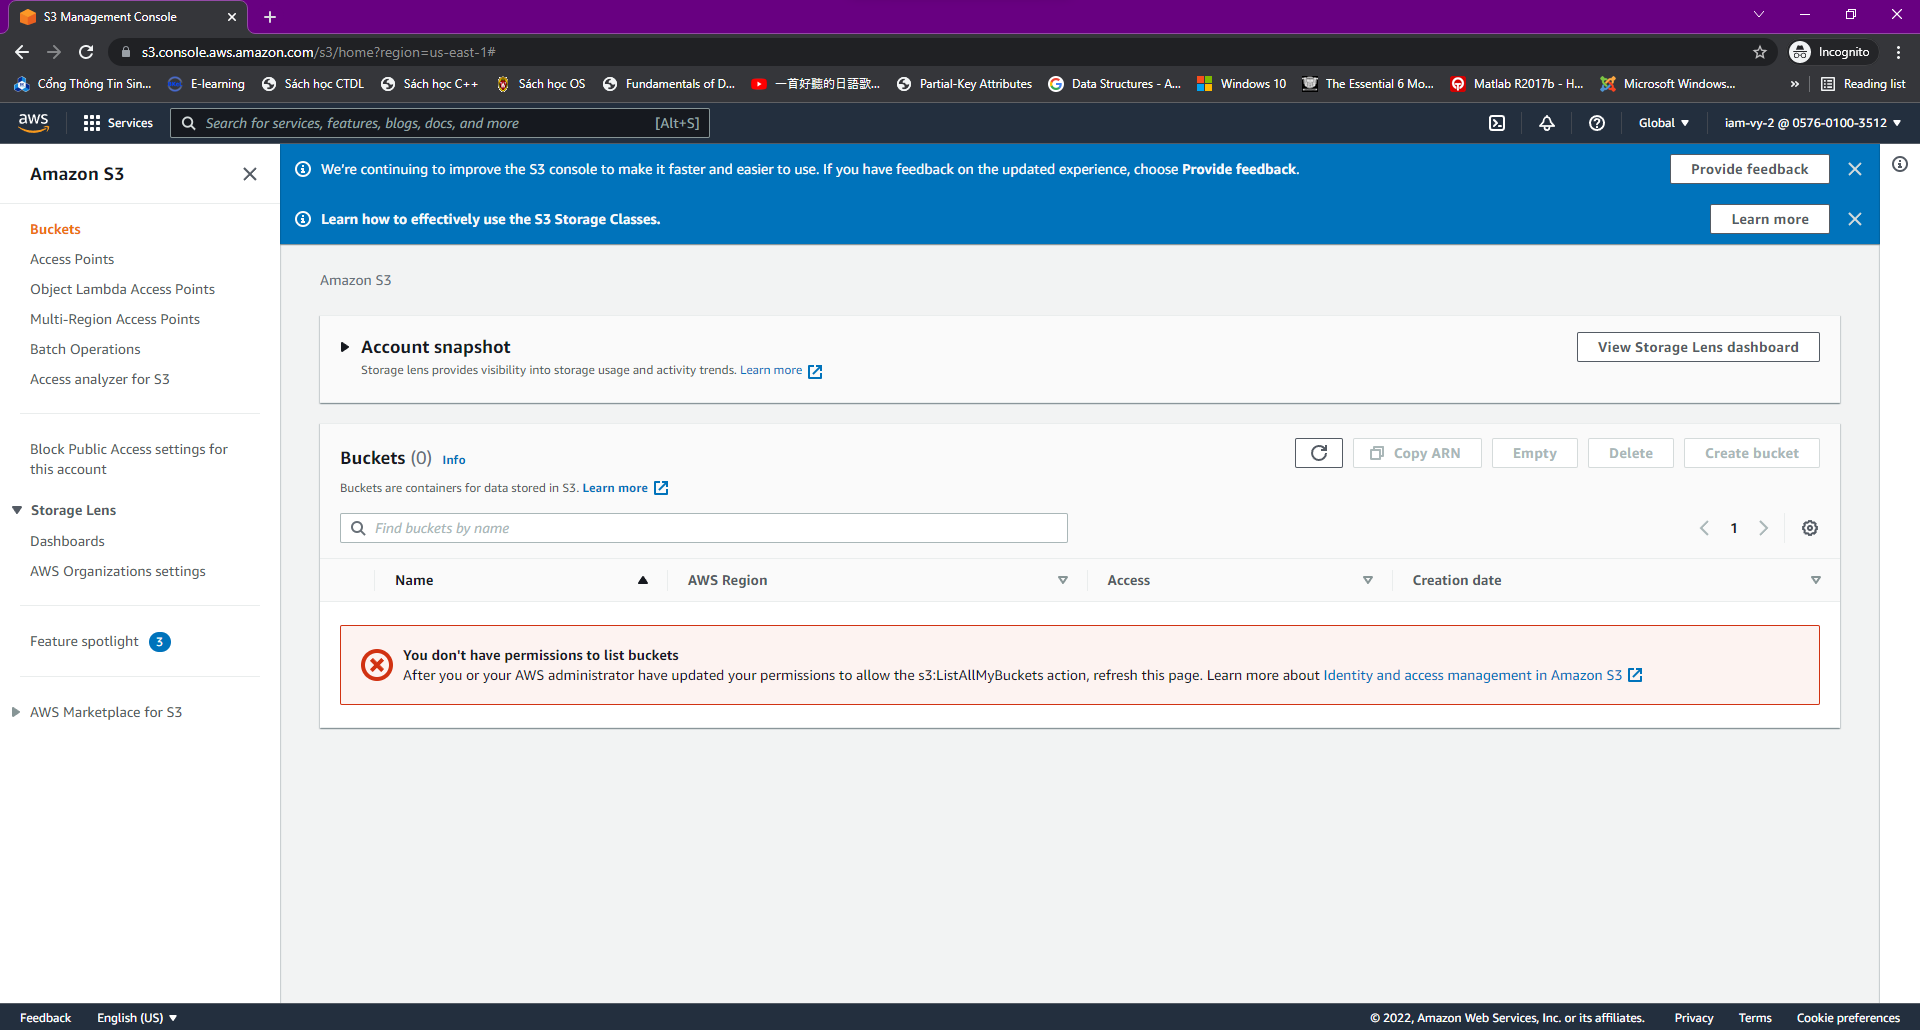 S3 Management Console
s3.console.aws.amazon.com/s3/home?region=us-east-1#
Incognito
Cổng Thông Tin Sin...
E-learning
Sách học CTDL
Sách học C++
Sách học OS
Fundamentals of D...
一首好聽的日語歌...
Partial-Key Attributes
Data Structures - A...
Windows 10
The Essential 6 Mo...
Matlab R2017b - H...
Microsoft Windows...
»
Reading list
aws
Services
Search for services, features, blogs, docs, and more
[Alt+S]
Global
iam-vy-2 @ 0576-0100-3512
Amazon S3
Buckets
Access Points
Object Lambda Access Points
Multi-Region Access Points
Batch Operations
Access analyzer for S3
Block Public Access settings for
this account
Storage Lens
Dashboards
AWS Organizations settings
Feature spotlight 3
AWS Marketplace for S3
We're continuing to improve the S3 console to make it faster and easier to use. If you have feedback on the updated experience, choose Provide feedback.
Provide feedback
Learn how to effectively use the S3 Storage Classes.
Learn more
Amazon S3
Account snapshot
Storage lens provides visibility into storage usage and activity trends. Learn more
View Storage Lens dashboard
Buckets (0) Info
Buckets are containers for data stored in S3. Learn more
Copy ARN
Empty
Delete
Create bucket
Find buckets by name
1
Name
AWS Region
Access
Creation date
You don't have permissions to list buckets
After you or your AWS administrator have updated your permissions to allow the s3:ListAllMyBuckets action, refresh this page. Learn more about Identity and access management in Amazon S3
Feedback
English (US)
© 2022, Amazon Web Services, Inc. or its affiliates.
Privacy
Terms
Cookie preferences